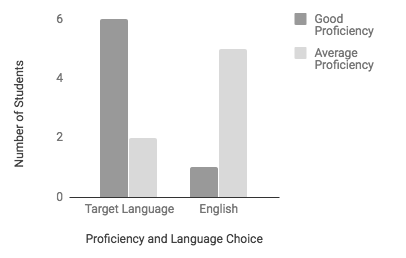 6
4
2
0
Number of Students
Target Language
English
Proficiency and Language Choice
Good
Proficiency
Average
Proficiency